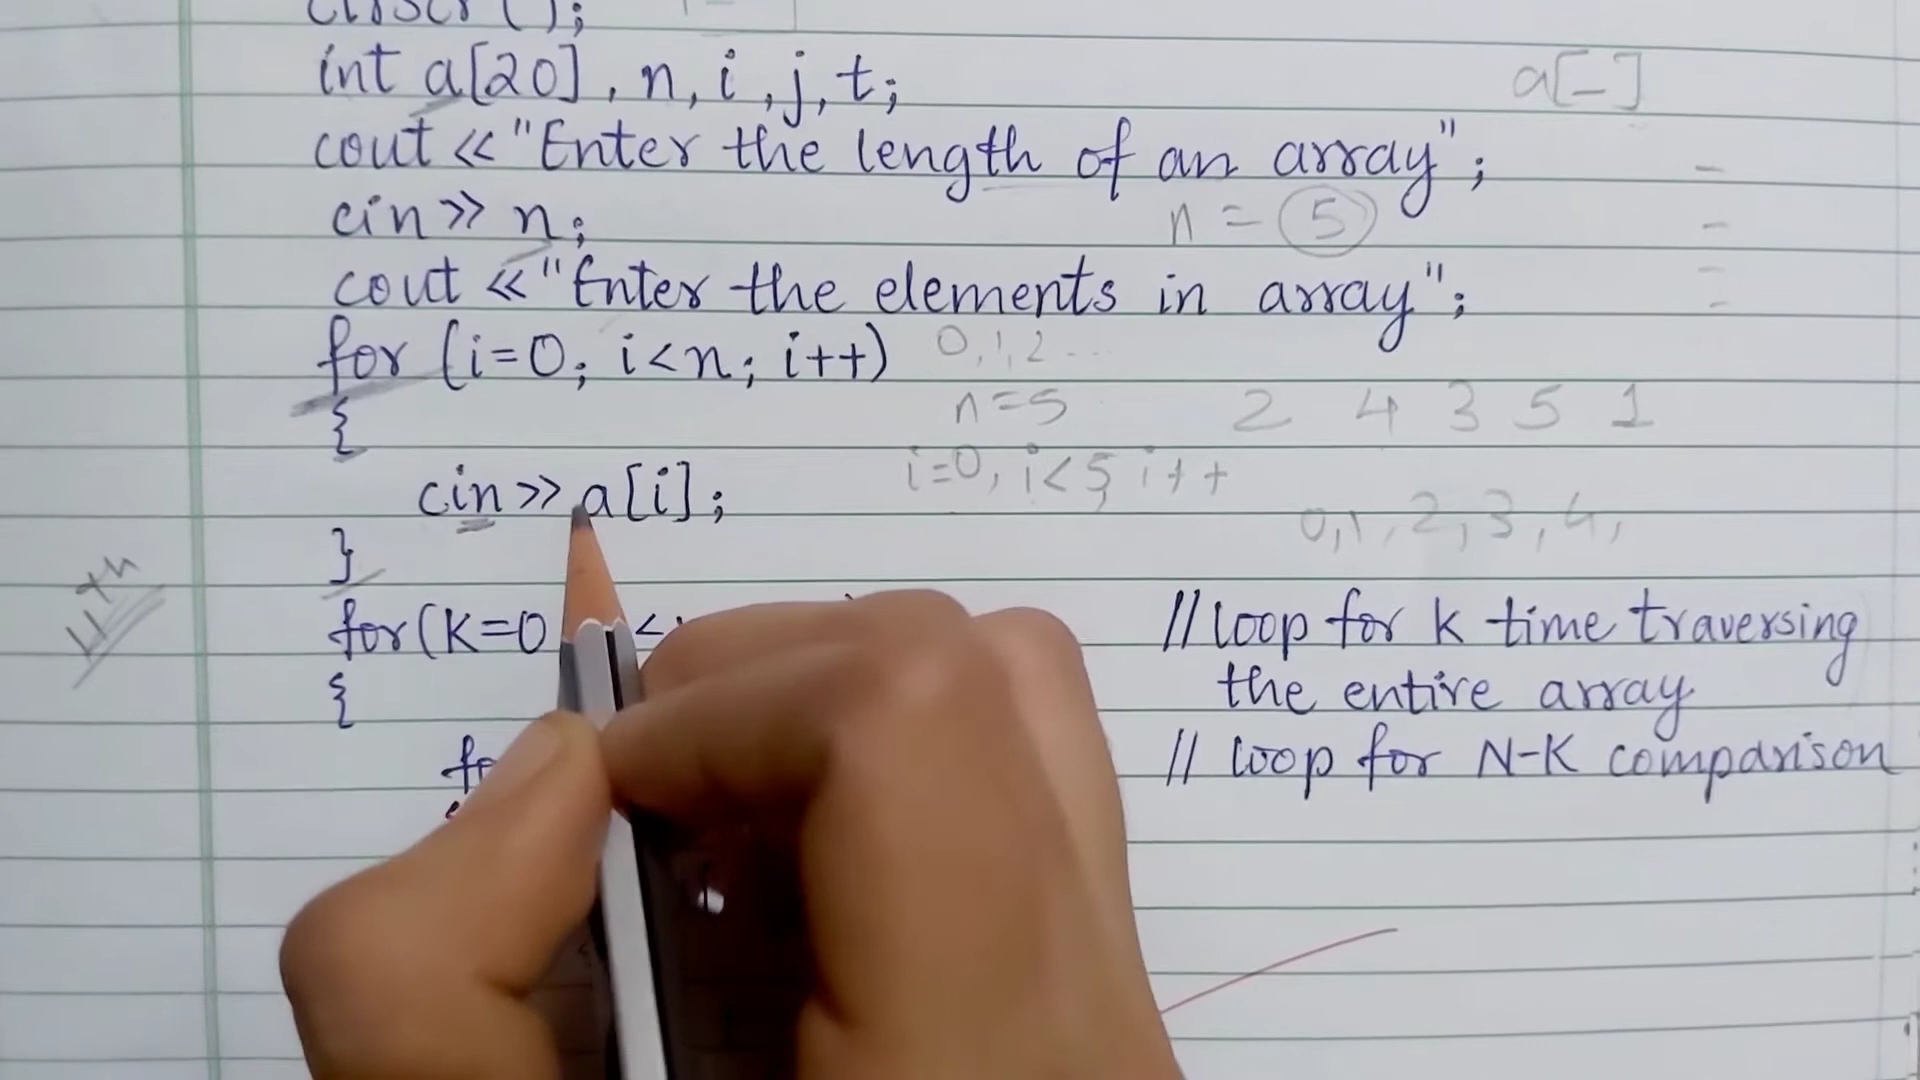 clrscr();
int a[20], n, i, j, t;
a[-]
cout << "Enter the length of an array";
cin >> n;
n = 5
cout << "Enter the elements in array";
for (i=0; i<n; i++)
0,1,2...
{
n=5
2 4 3 5 1
cin >> a[i];
i=0, i<5, i++
0,1,2,3,4,
}
11th
for(K=0
<
//loop for k time traversing
{
the entire array
// loop for N-K comparison